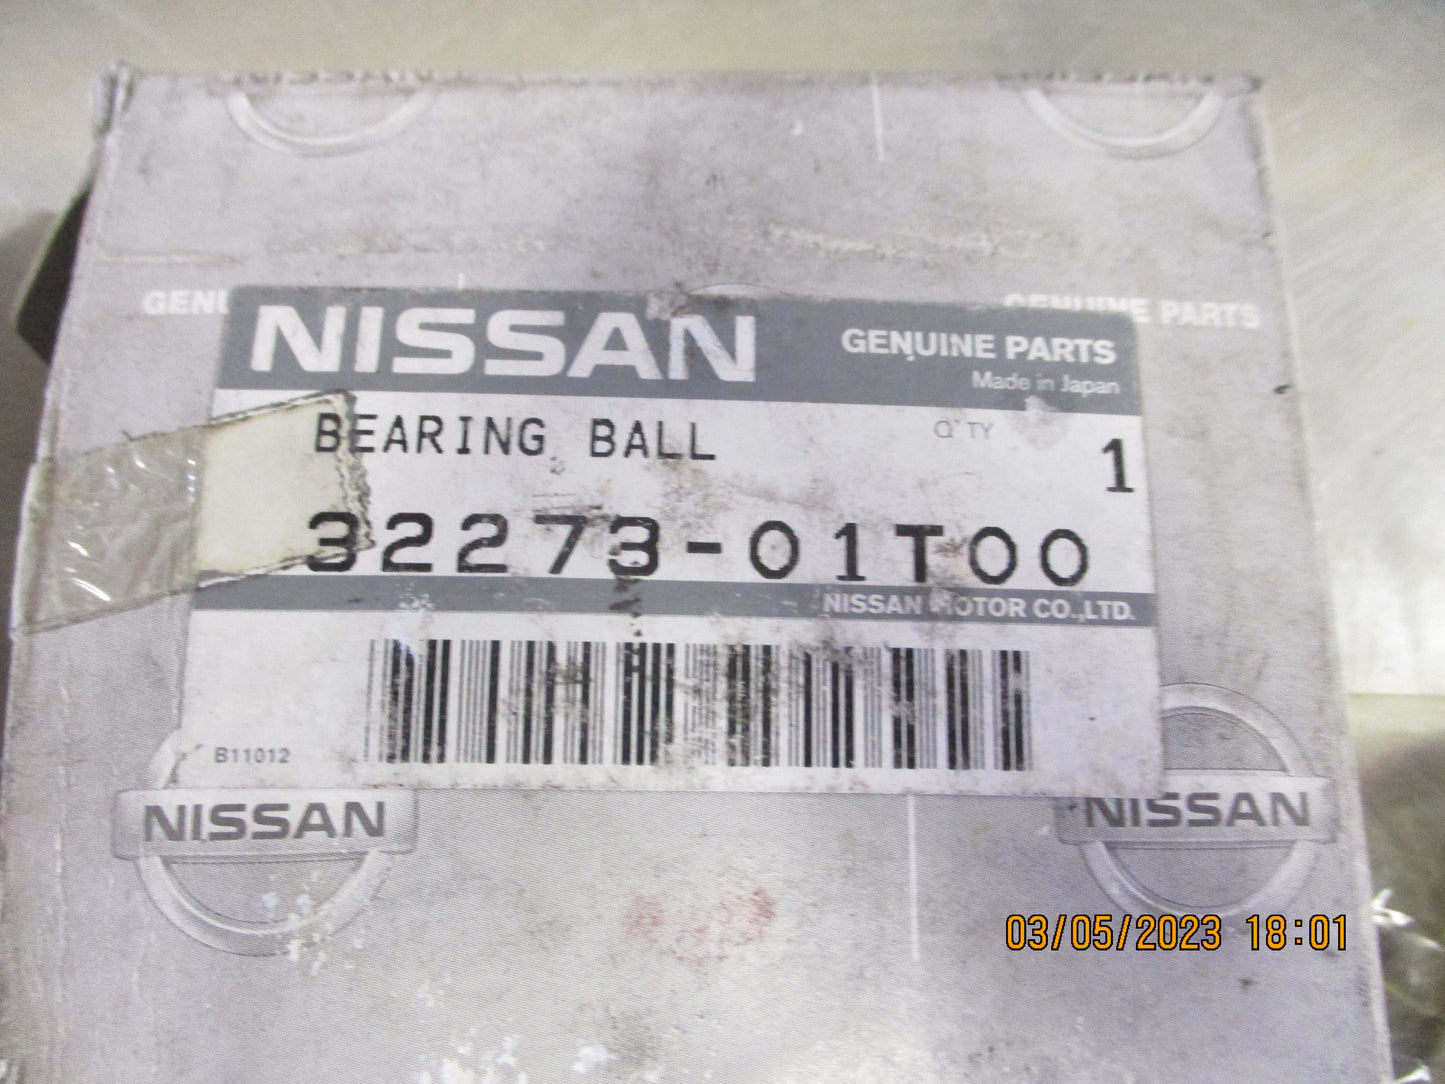 GENUINE PARTS
NISSAN
GENUINE PARTS
Made in Japan
BEARING BALL
Q'TY
1
32273-01T00
NISSAN MOTOR CO.,LTD.
B11012
NISSAN
NISSAN
03/05/2023 18:01